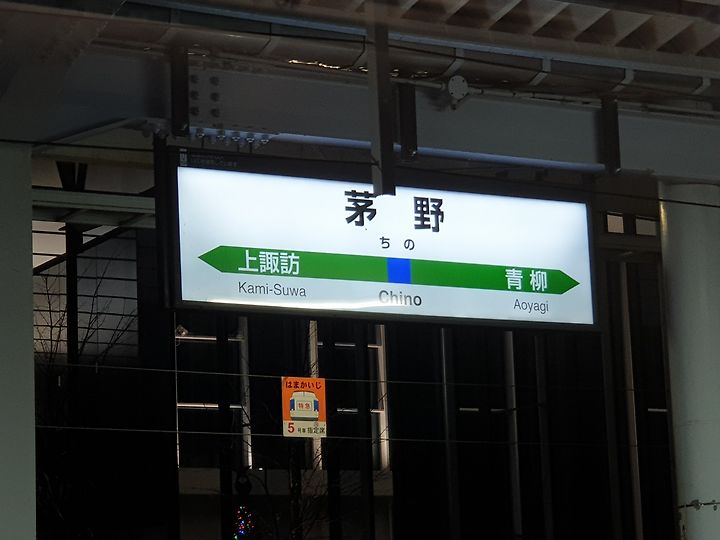 茅野
ちの
上諏訪 青柳
Kami-Suwa Chino Aoyagi
はまかいじ
特急
5号車 指定席